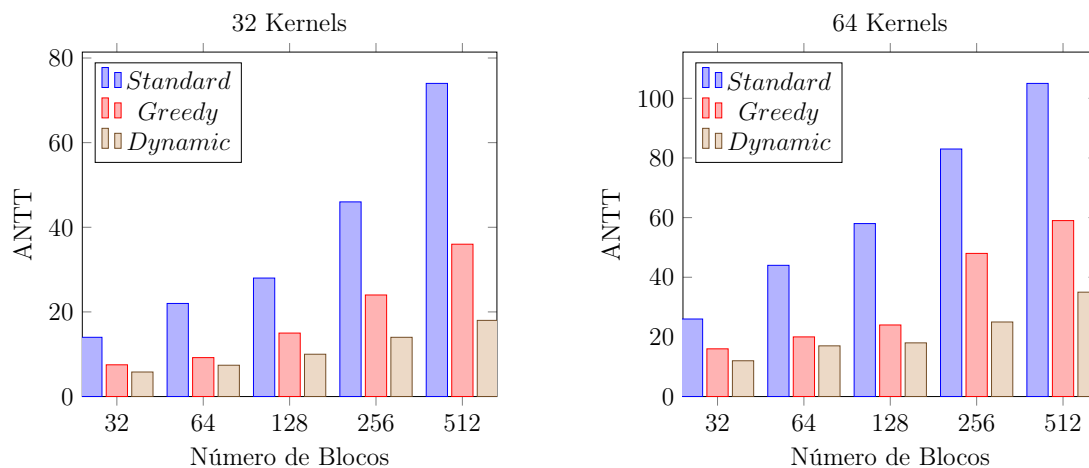 32 Kernels
80
60
40
20
0
ANTT
Standard
Greedy
Dynamic
32 64 128 256 512
Número de Blocos
64 Kernels
100
80
60
40
20
0
ANTT
Standard
Greedy
Dynamic
32 64 128 256 512
Número de Blocos